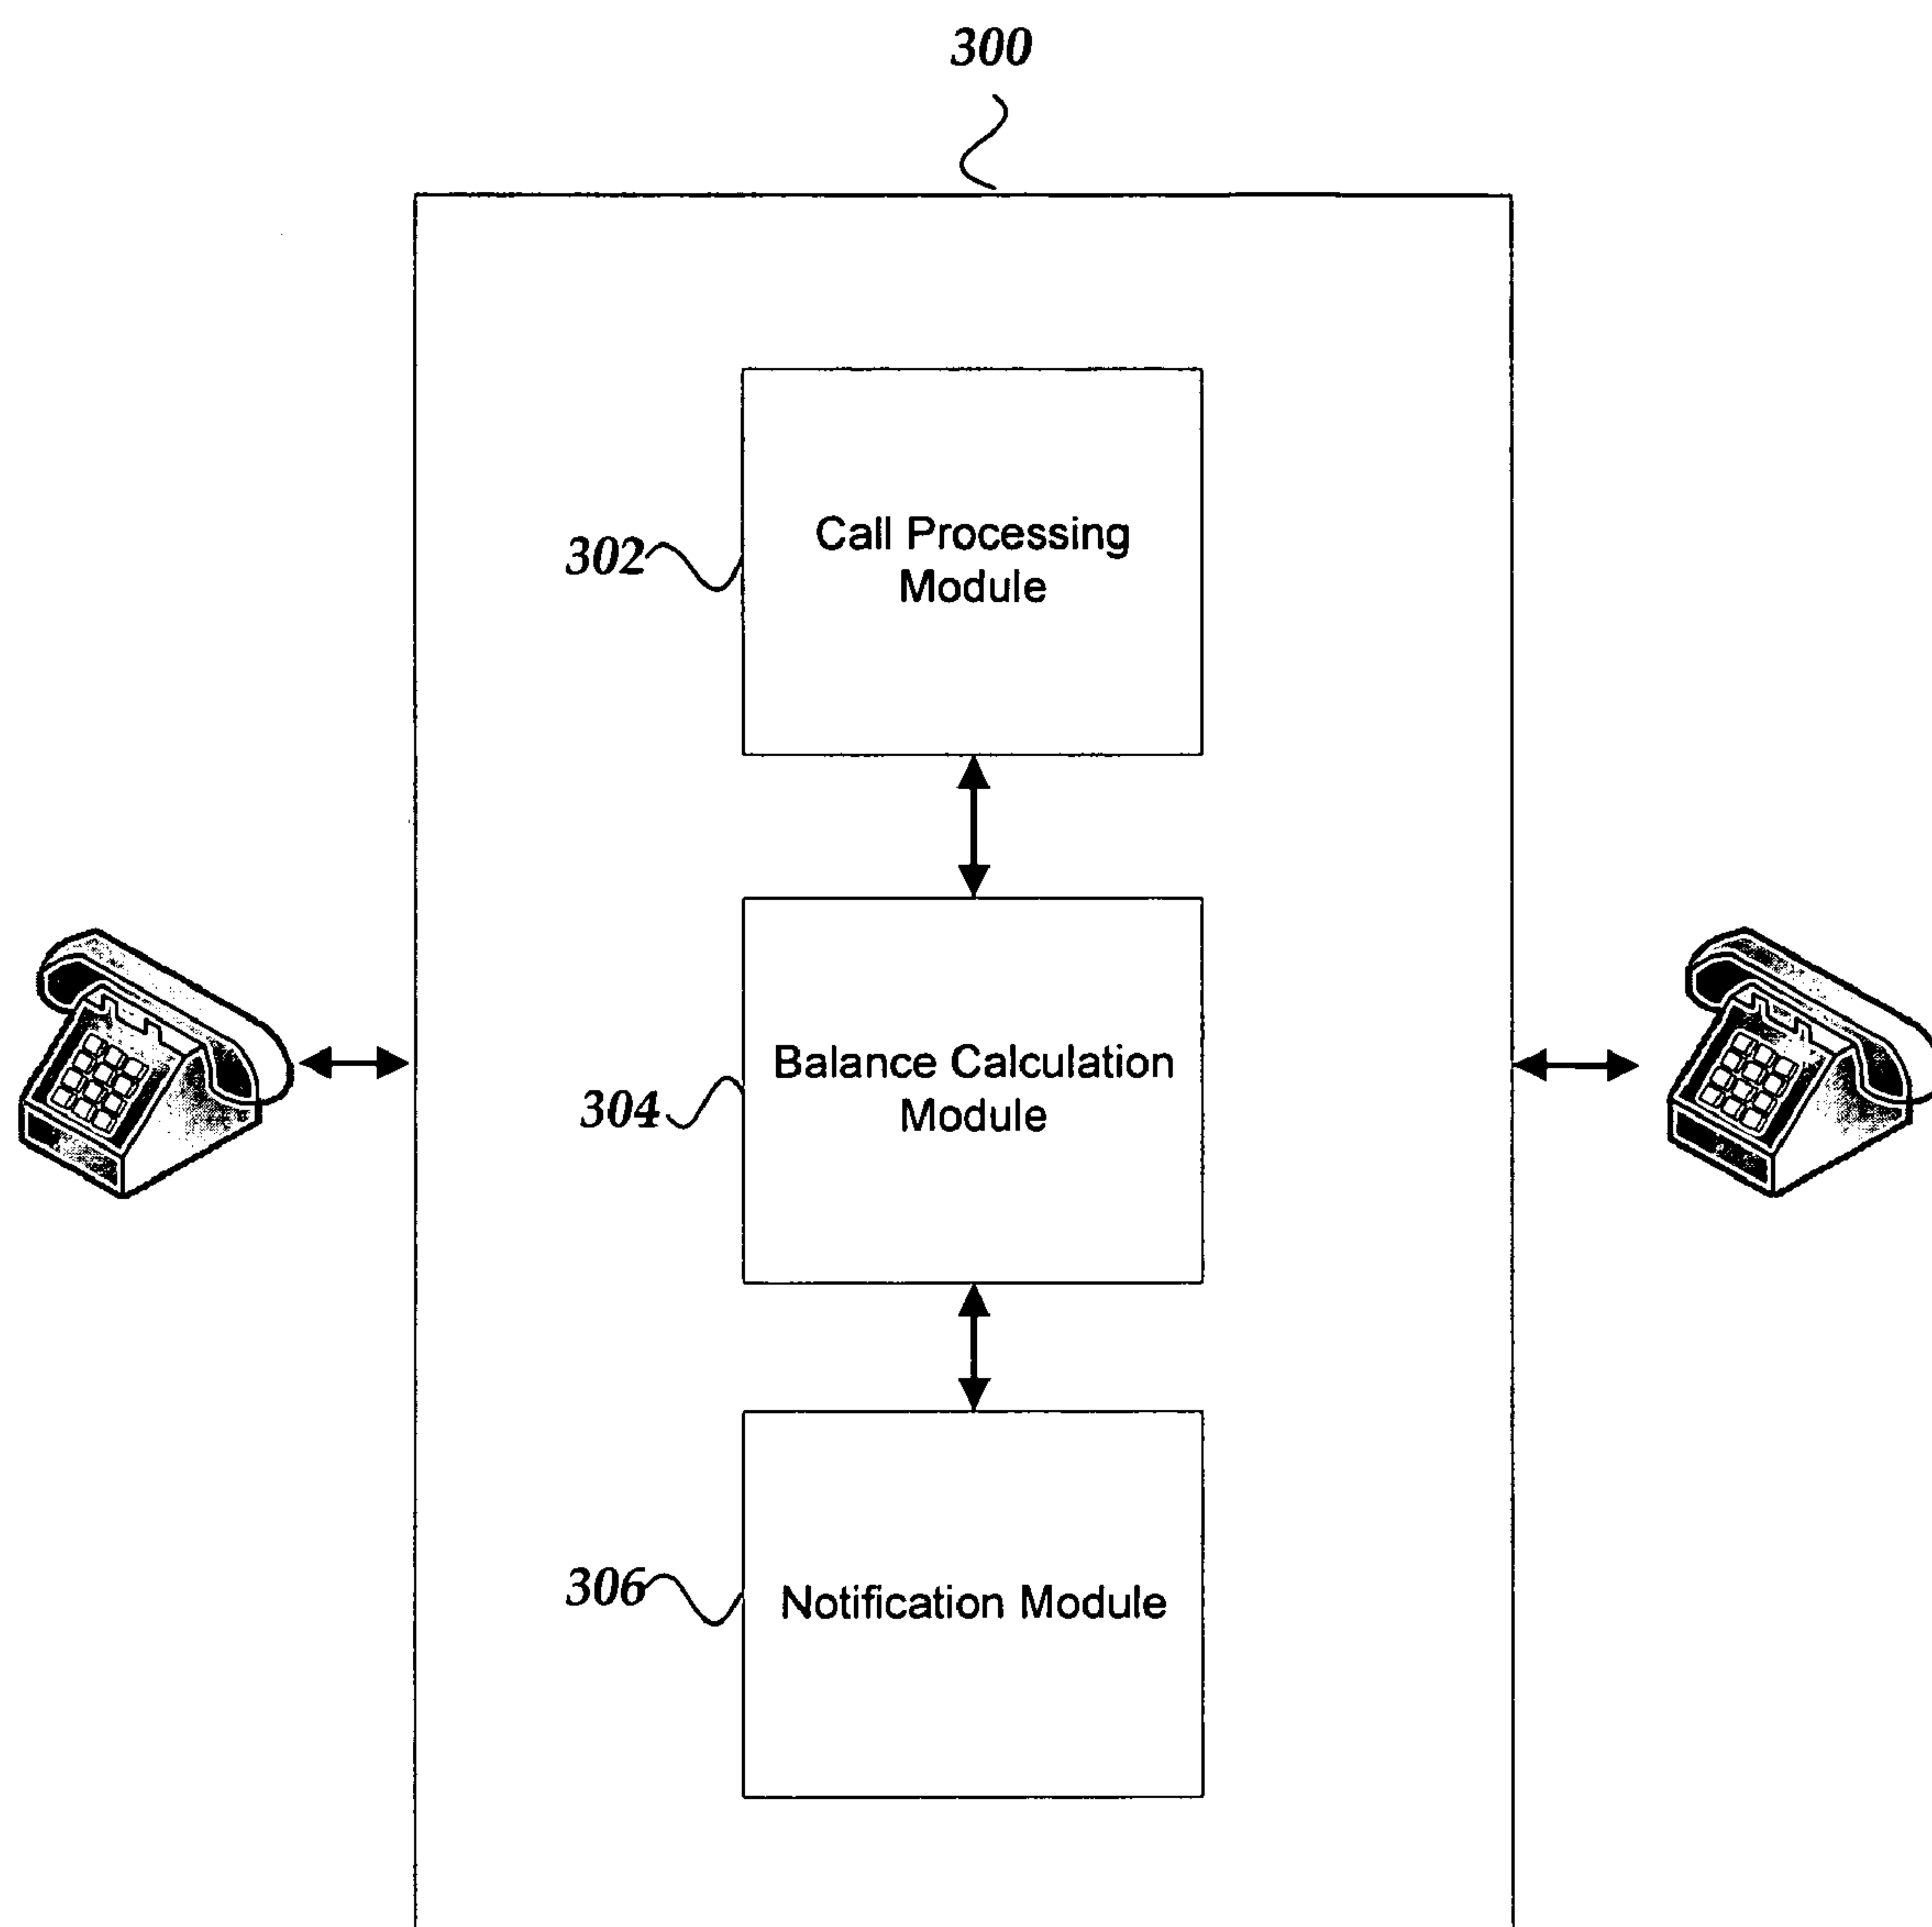 300
302
Call Processing
Module
304
Balance Calculation
Module
306
Notification Module